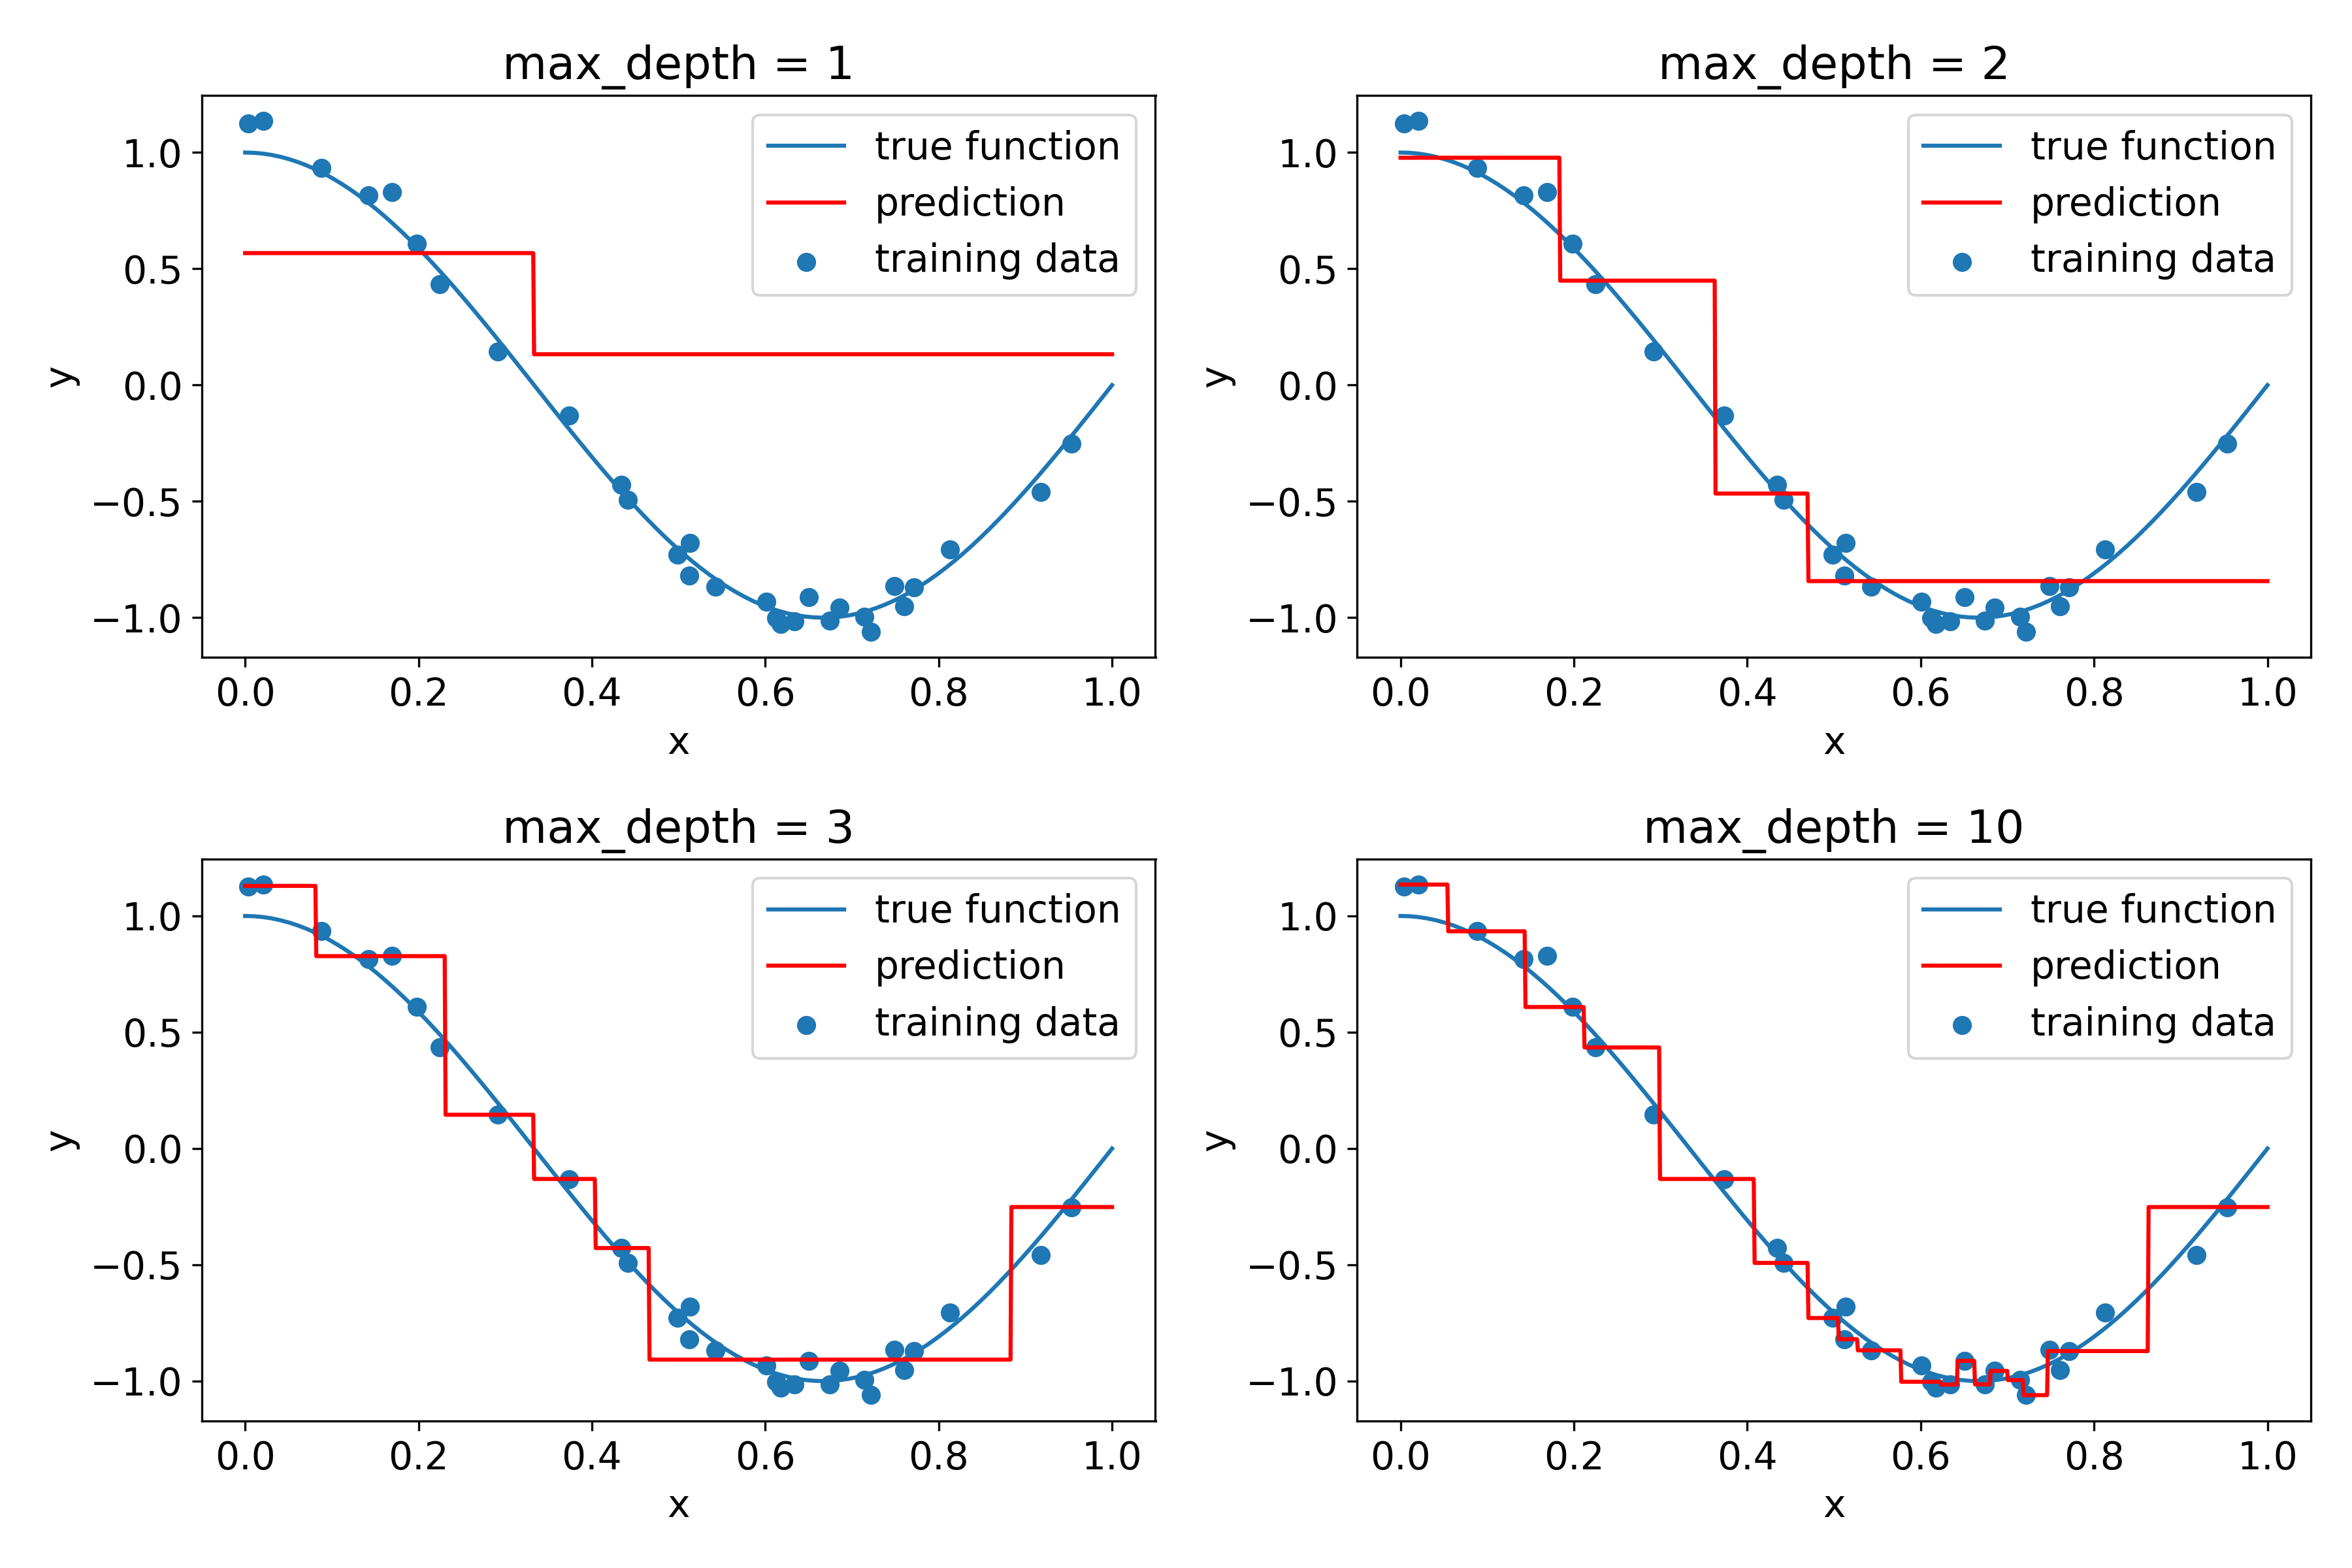 max_depth = 1
true function
prediction
training data
1.0
0.5
0.0
−0.5
−1.0
y
0.0 0.2 0.4 0.6 0.8 1.0
x
max_depth = 2
true function
prediction
training data
1.0
0.5
0.0
−0.5
−1.0
y
0.0 0.2 0.4 0.6 0.8 1.0
x
max_depth = 3
true function
prediction
training data
1.0
0.5
0.0
−0.5
−1.0
y
0.0 0.2 0.4 0.6 0.8 1.0
x
max_depth = 10
true function
prediction
training data
1.0
0.5
0.0
−0.5
−1.0
y
0.0 0.2 0.4 0.6 0.8 1.0
x